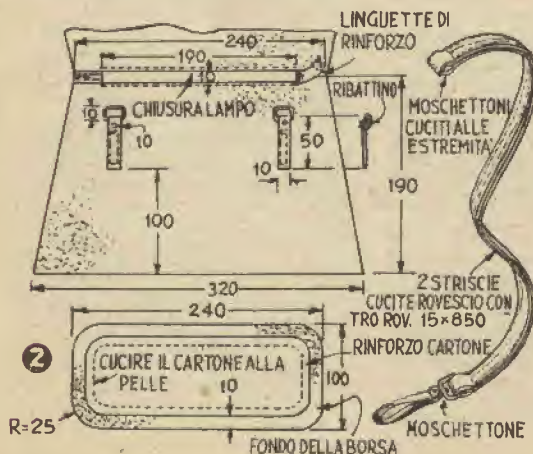 240
190
10
LINGUETTE DI
RINFORZO
RIBATTINO
CHIUSURA LAMPO
10
10
50
10
100
190
320
MOSCHETTONI
CUCITI ALLE
ESTREMITA'
2 STRISCIE
CUCITE ROVESCIO CON
TRO ROV. 15×850
MOSCHETTONE
2
240
CUCIRE IL CARTONE ALLA
PELLE
10
RINFORZO CARTONE
100
R=25
FONDO DELLA BORSA